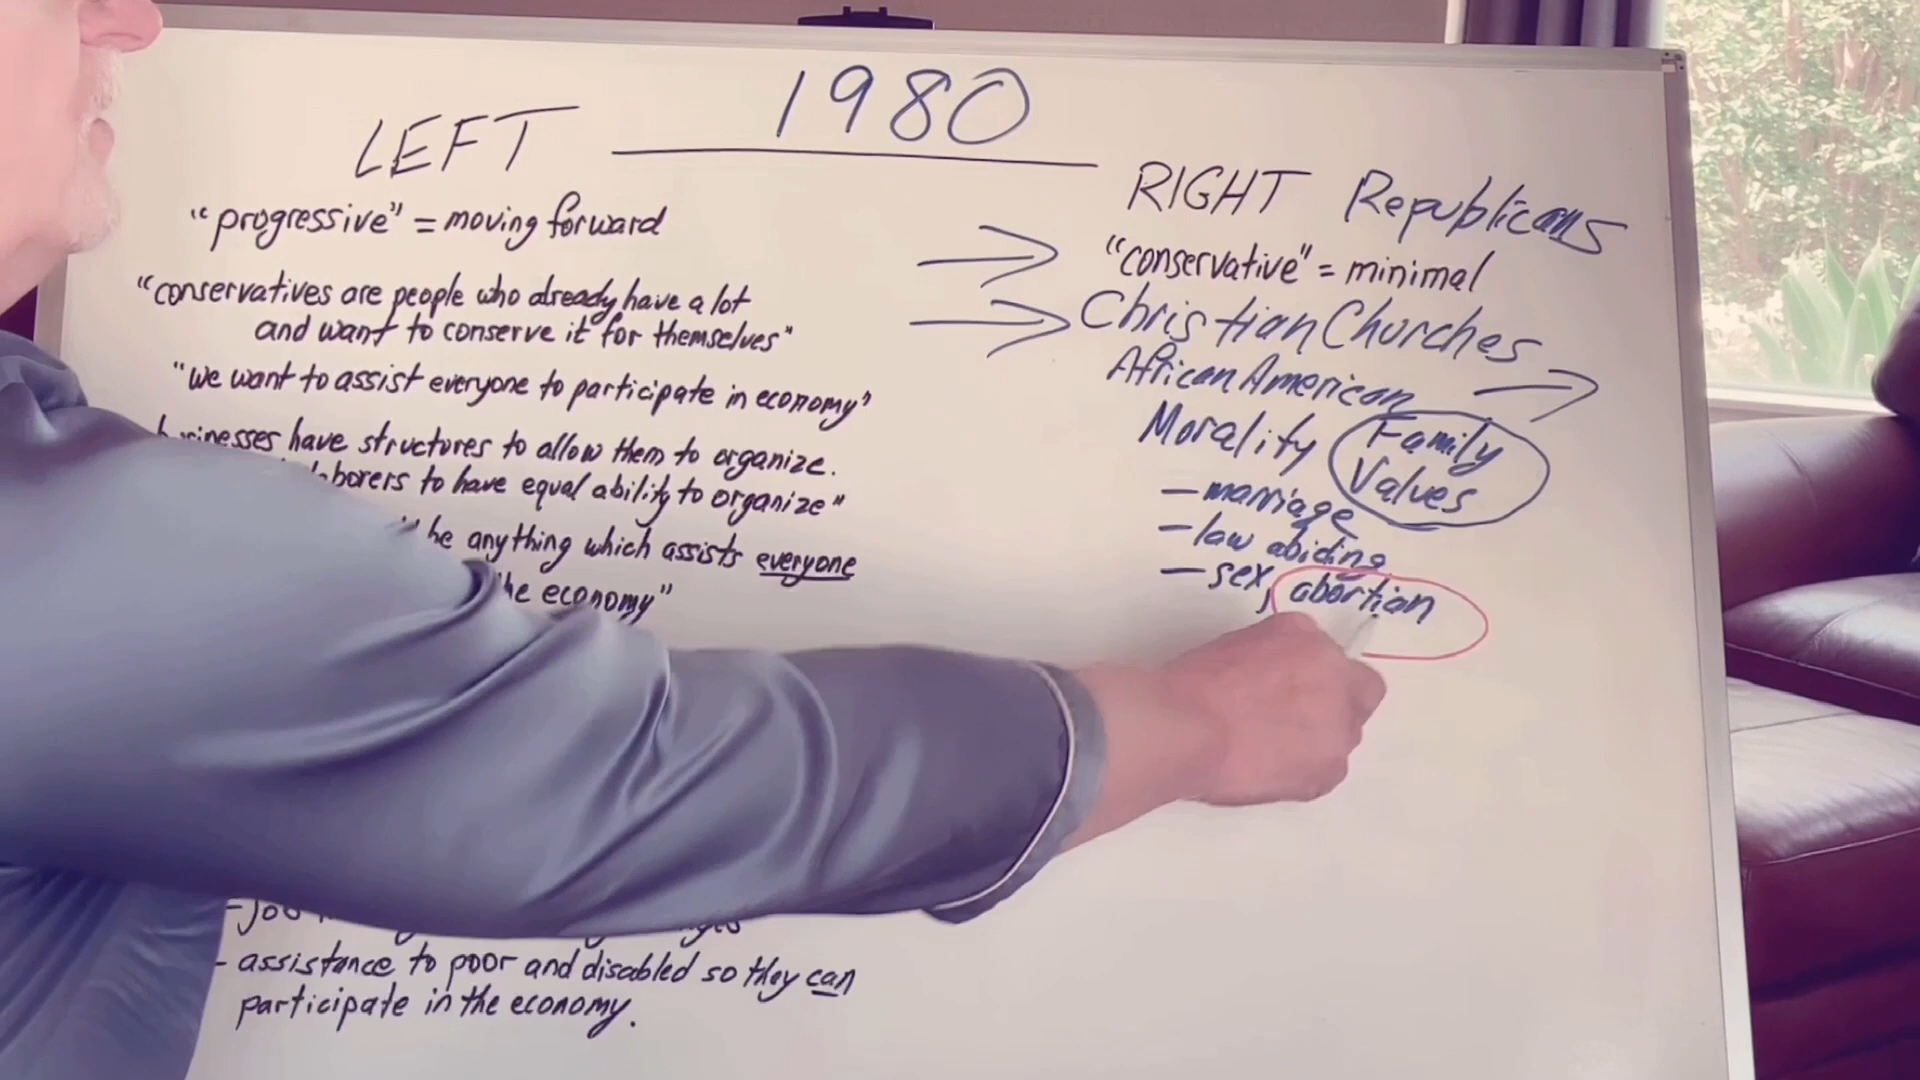 1980
LEFT
"progressive" = moving forward
"conservatives are people who already have a lot
and want to conserve it for themselves"
"we want to assist everyone to participate in economy"
have structures to allow them to organize.
to have equal ability to organize"
be anything which assists everyone
economy"
- assistance to poor and disabled so they can
participate in the economy.
RIGHT Republicans
"conservative" = minimal
Christian Churches
African American
Morality Family
Values
- marriage
- law abiding
- sex, abortian